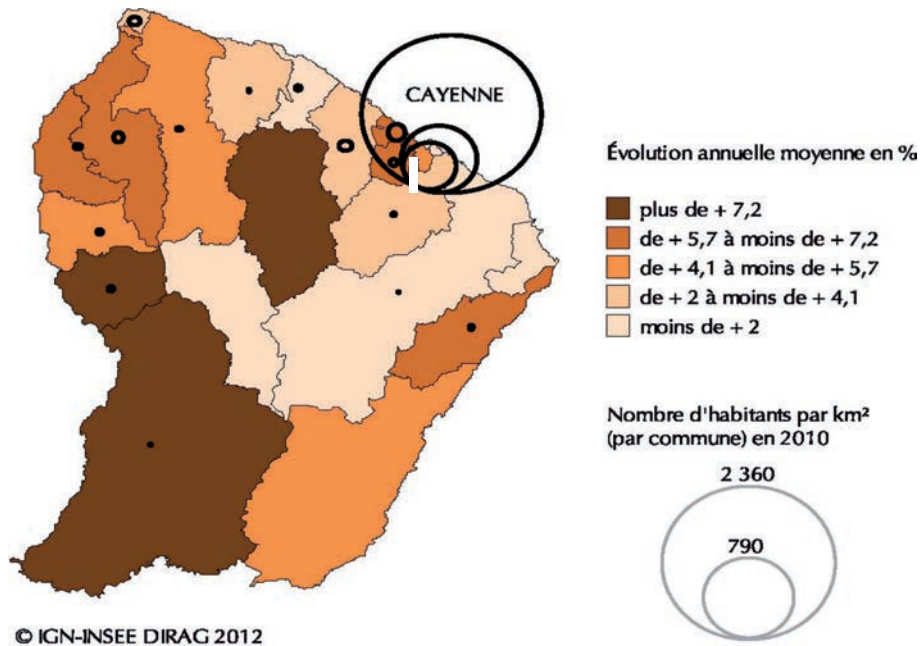 CAYENNE
Évolution annuelle moyenne en %
plus de + 7,2
de + 5,7 à moins de + 7,2
de + 4,1 à moins de + 5,7
de + 2 à moins de + 4,1
moins de + 2
Nombre d'habitants par km²
(par commune) en 2010
2 360
790
© IGN-INSEE DIRAG 2012